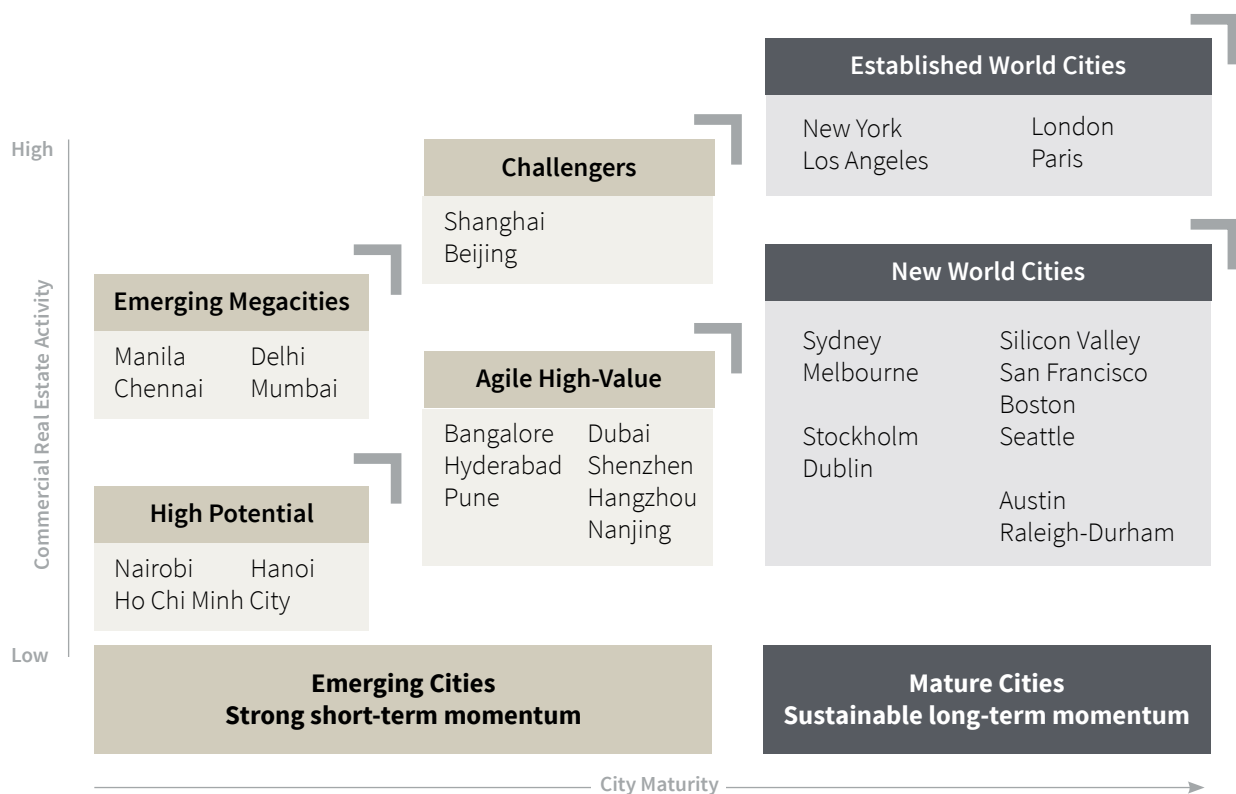 Established World Cities
New York
Los Angeles
London
Paris
High
Challengers
Shanghai
Beijing
New World Cities
Sydney
Melbourne
Stockholm
Dublin
Silicon Valley
San Francisco
Boston
Seattle
Austin
Raleigh-Durham
Emerging Megacities
Manila
Chennai
Delhi
Mumbai
Agile High-Value
Bangalore
Hyderabad
Pune
Dubai
Shenzhen
Hangzhou
Nanjing
Commercial Real Estate Activity
High Potential
Nairobi
Hanoi
Ho Chi Minh City
Low
Emerging Cities
Strong short-term momentum
Mature Cities
Sustainable long-term momentum
City Maturity